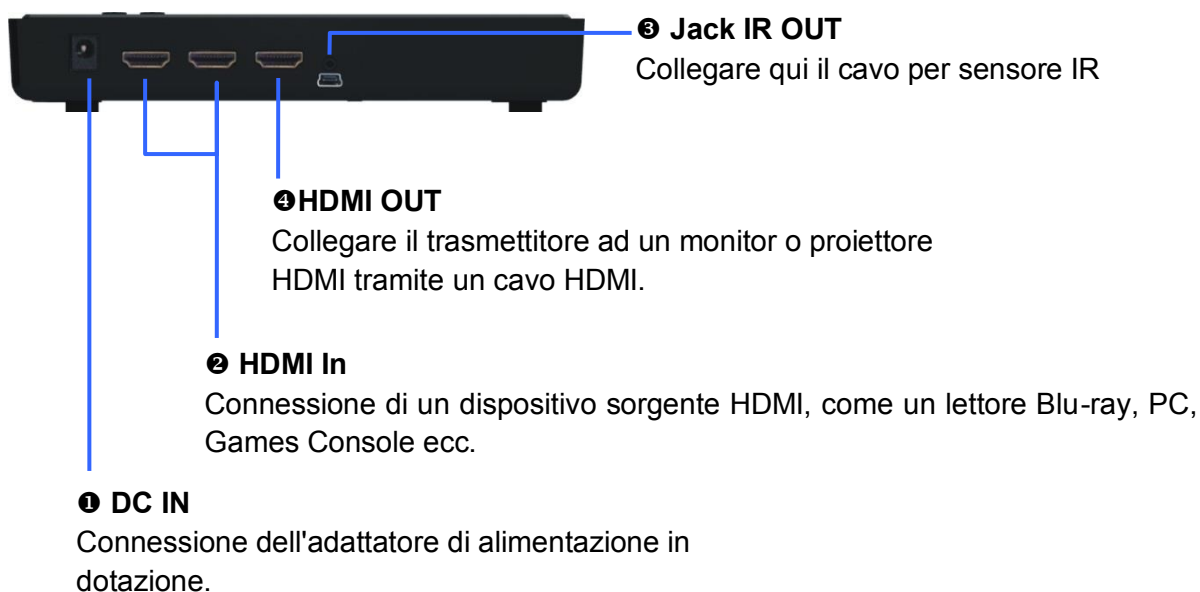 ❸ Jack IR OUT
Collegare qui il cavo per sensore IR
❹HDMI OUT
Collegare il trasmettitore ad un monitor o proiettore
HDMI tramite un cavo HDMI.
❷ HDMI In
Connessione di un dispositivo sorgente HDMI, come un lettore Blu-ray, PC,
Games Console ecc.
❶ DC IN
Connessione dell'adattatore di alimentazione in
dotazione.